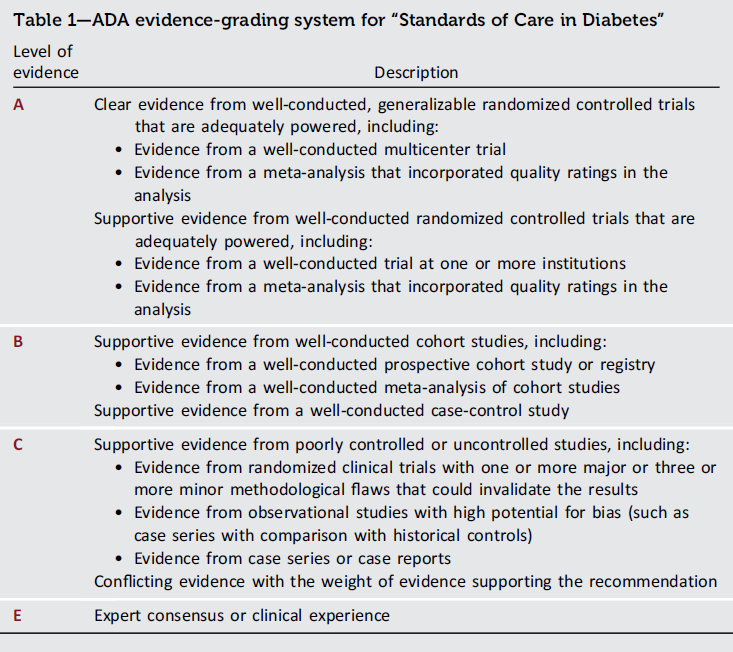 Table 1—ADA evidence-grading system for “Standards of Care in Diabetes”
Level of
evidence
Description
A
Clear evidence from well-conducted, generalizable randomized controlled trials
that are adequately powered, including:
• Evidence from a well-conducted multicenter trial
• Evidence from a meta-analysis that incorporated quality ratings in the
analysis
Supportive evidence from well-conducted randomized controlled trials that are
adequately powered, including:
• Evidence from a well-conducted trial at one or more institutions
• Evidence from a meta-analysis that incorporated quality ratings in the
analysis
B
Supportive evidence from well-conducted cohort studies, including:
• Evidence from a well-conducted prospective cohort study or registry
• Evidence from a well-conducted meta-analysis of cohort studies
Supportive evidence from a well-conducted case-control study
C
Supportive evidence from poorly controlled or uncontrolled studies, including:
• Evidence from randomized clinical trials with one or more major or three or
more minor methodological flaws that could invalidate the results
• Evidence from observational studies with high potential for bias (such as
case series with comparison with historical controls)
• Evidence from case series or case reports
Conflicting evidence with the weight of evidence supporting the recommendation
E
Expert consensus or clinical experience